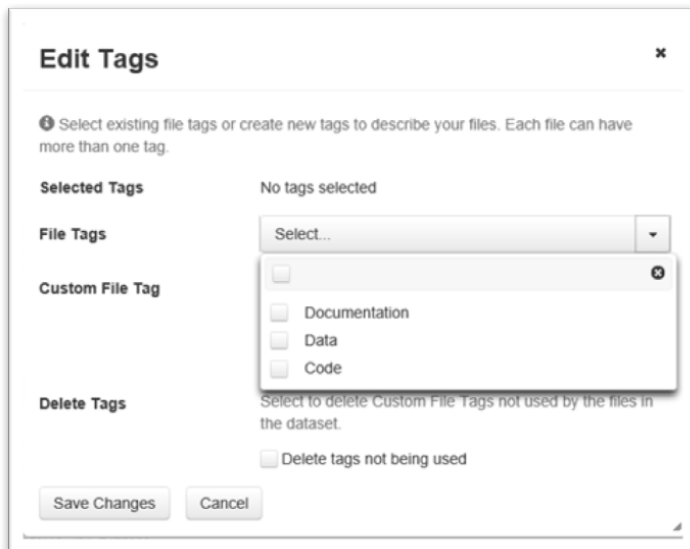 Edit Tags
Select existing file tags or create new tags to describe your files. Each file can have
more than one tag.
Selected Tags No tags selected
File Tags Select...
Custom File Tag
Documentation
Data
Code
Delete Tags Select to delete Custom File Tags not used by the files in
the dataset.
Delete tags not being used
Save Changes Cancel